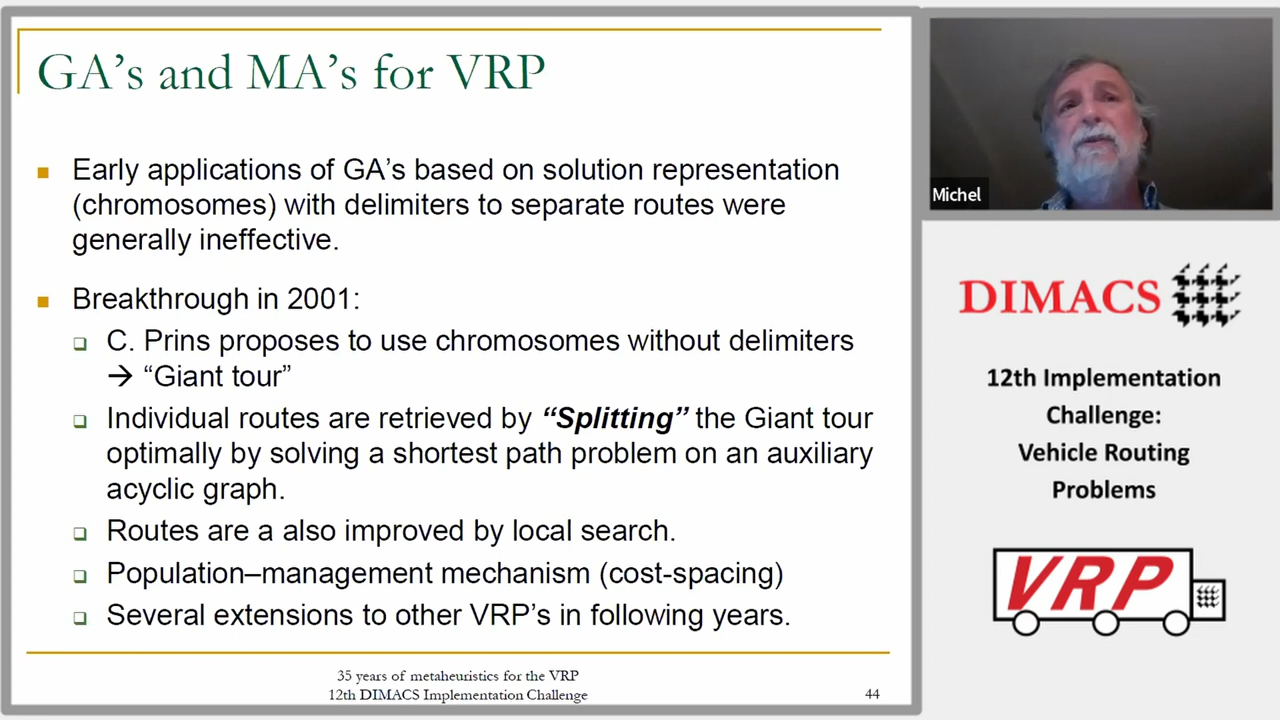 GA's and MA's for VRP
Early applications of GA's based on solution representation
(chromosomes) with delimiters to separate routes were
generally ineffective.
Breakthrough in 2001:
C. Prins proposes to use chromosomes without delimiters
→ “Giant tour”
Individual routes are retrieved by “Splitting” the Giant tour
optimally by solving a shortest path problem on an auxiliary
acyclic graph.
Routes are a also improved by local search.
Population–management mechanism (cost-spacing)
Several extensions to other VRP's in following years.
35 years of metaheuristics for the VRP
12th DIMACS Implementation Challenge
44
Michel
DIMACS
12th Implementation
Challenge:
Vehicle Routing
Problems
VRP